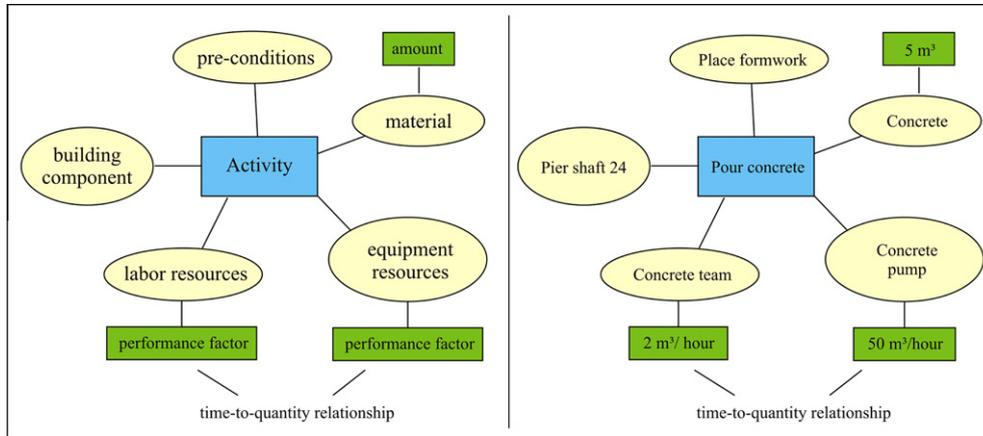 amount
pre-conditions
material
building
component
Activity
equipment
resources
labor resources
performance factor
performance factor
time-to-quantity relationship
5 m³
Place formwork
Concrete
Pier shaft 24
Pour concrete
Concrete
pump
Concrete team
2 m³/ hour
50 m³/hour
time-to-quantity relationship